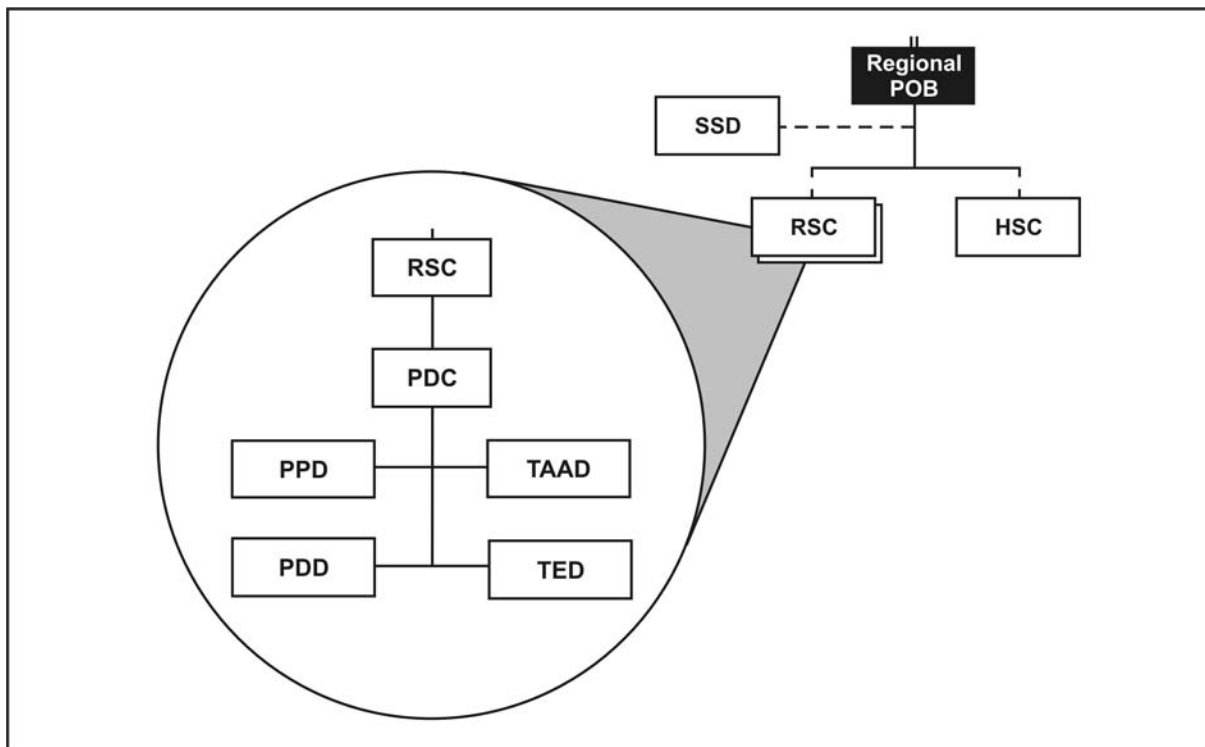 Regional
POB
SSD
RSC
HSC
RSC
PDC
PPD
TAAD
PDD
TED